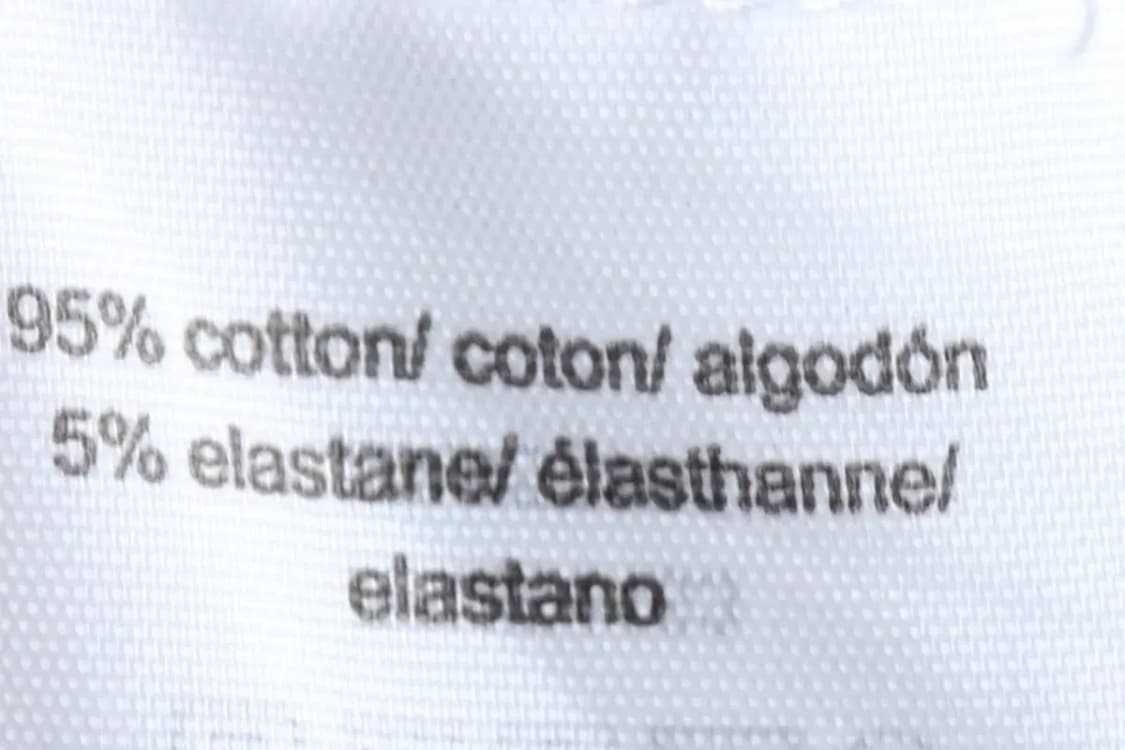 95% cotton/ coton/ algodón
5% elastane/ élasthanne/
elastano